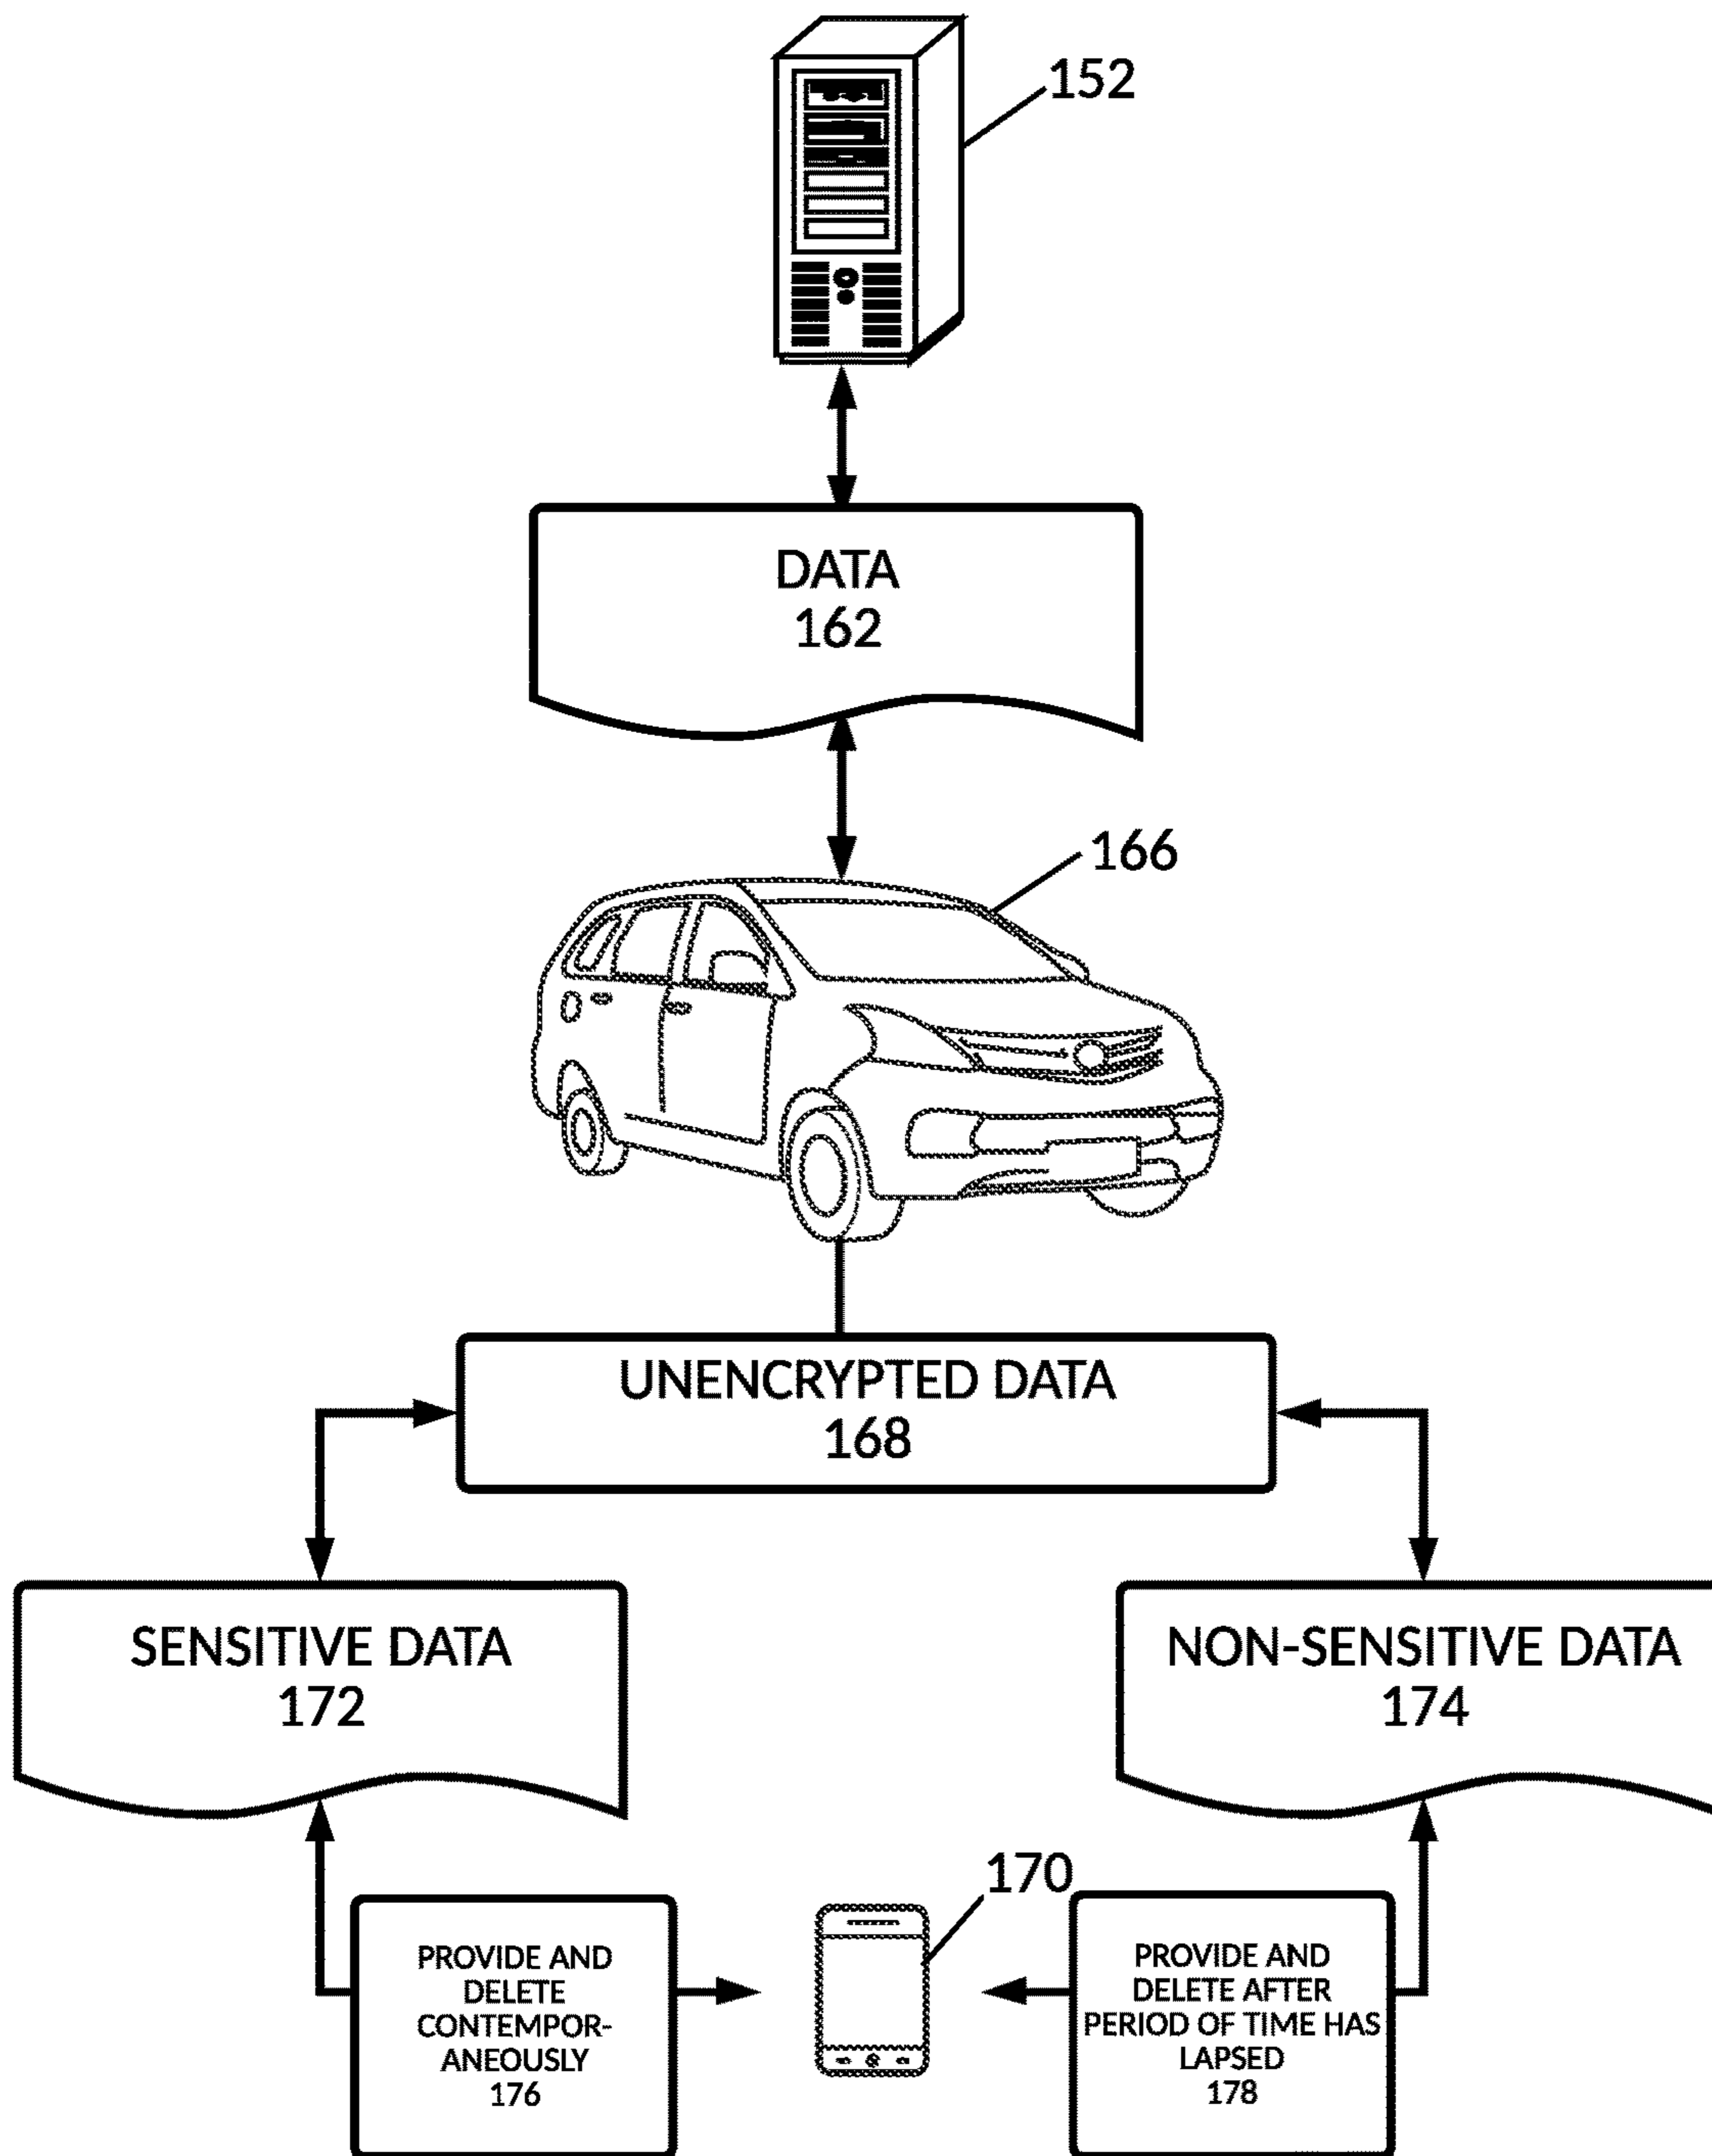 152
DATA
162
166
UNENCRYPTED DATA
168
SENSITIVE DATA
172
NON-SENSITIVE DATA
174
170
PROVIDE AND
DELETE
CONTEMPOR-
ANEOUSLY
176
PROVIDE AND
DELETE AFTER
PERIOD OF TIME HAS
LAPSED
178